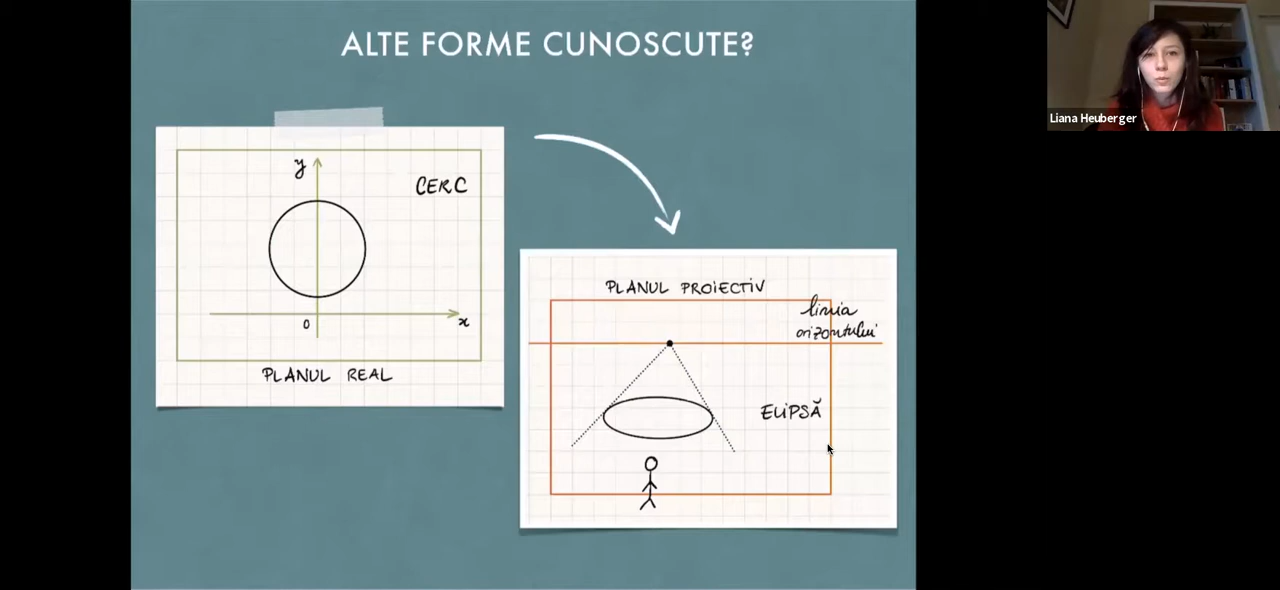 ALTE FORME CUNOSCUTE?
y
CERC
0
x
PLANUL REAL
PLANUL PROIECTIV
linia
orizontului
ELIPSĂ
Liana Heuberger